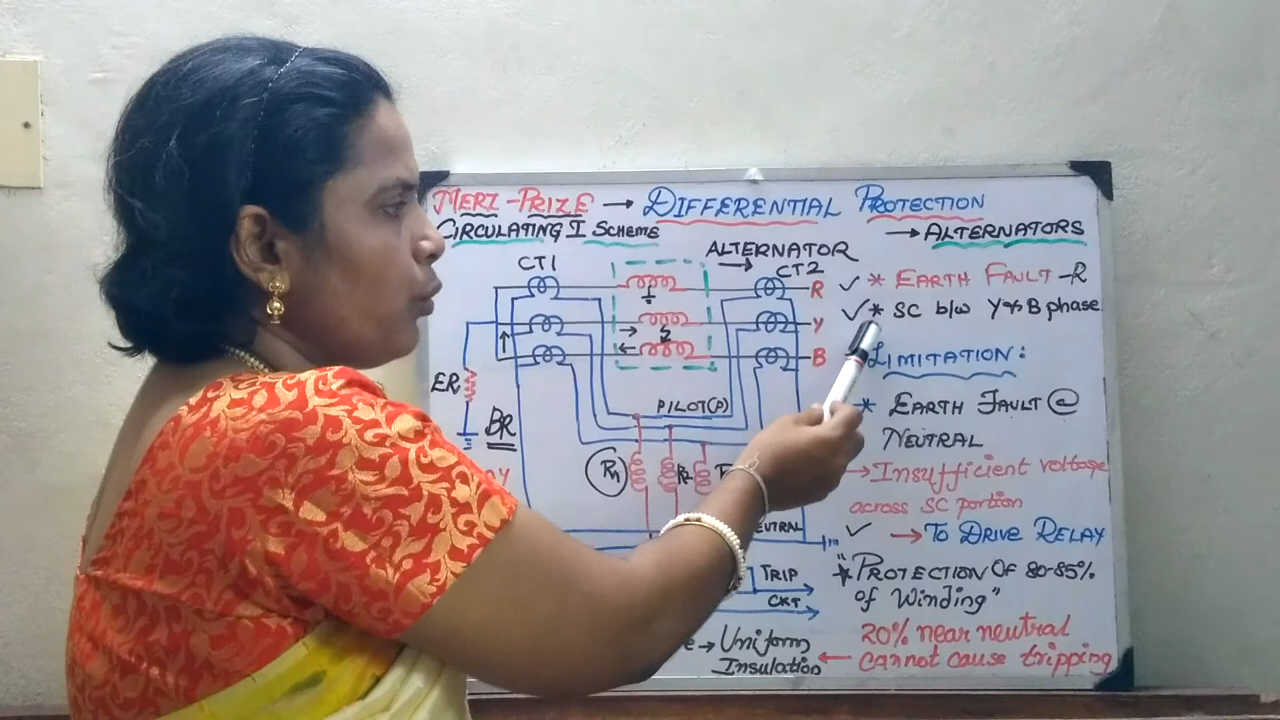 MERZ-PRIZE → DIFFERENTIAL PROTECTION
CIRCULATING I SCHEME
→ ALTERNATORS
ALTERNATOR
→
CT1
CT2
R
Y
B
ER
BR
PILOT(P)
R1
R2
Y
NEUTRAL
TRIP
CKT
→ Uniform
Insulation
✓ * EARTH FAULT -R
✓ * SC b/w Y & B phase
LIMITATION:
* EARTH FAULT @
NEUTRAL
→ Insufficient voltage
across SC portion
✓ → TO DRIVE RELAY
"* PROTECTION OF 80-85%
of Winding"
20% near neutral
← cannot cause tripping